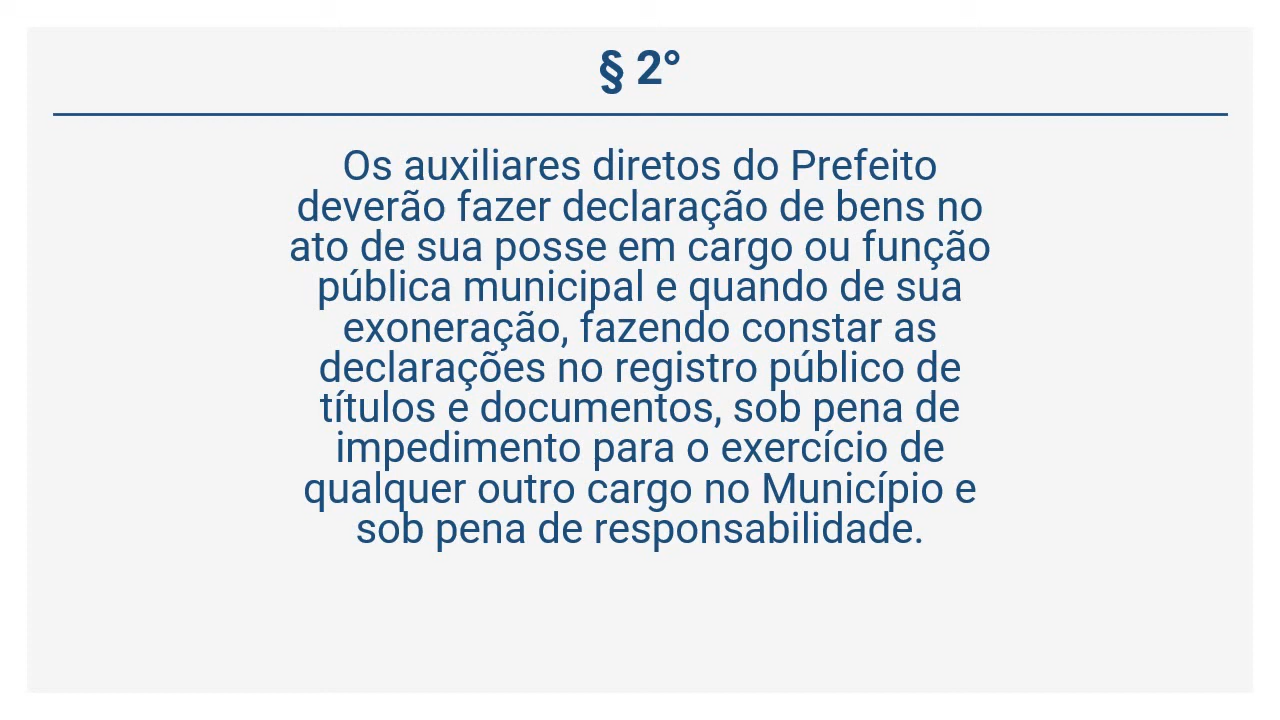 § 2°
Os auxiliares diretos do Prefeito
deverão fazer declaração de bens no
ato de sua posse em cargo ou função
pública municipal e quando de sua
exoneração, fazendo constar as
declarações no registro público de
títulos e documentos, sob pena de
impedimento para o exercício de
qualquer outro cargo no Município e
sob pena de responsabilidade.